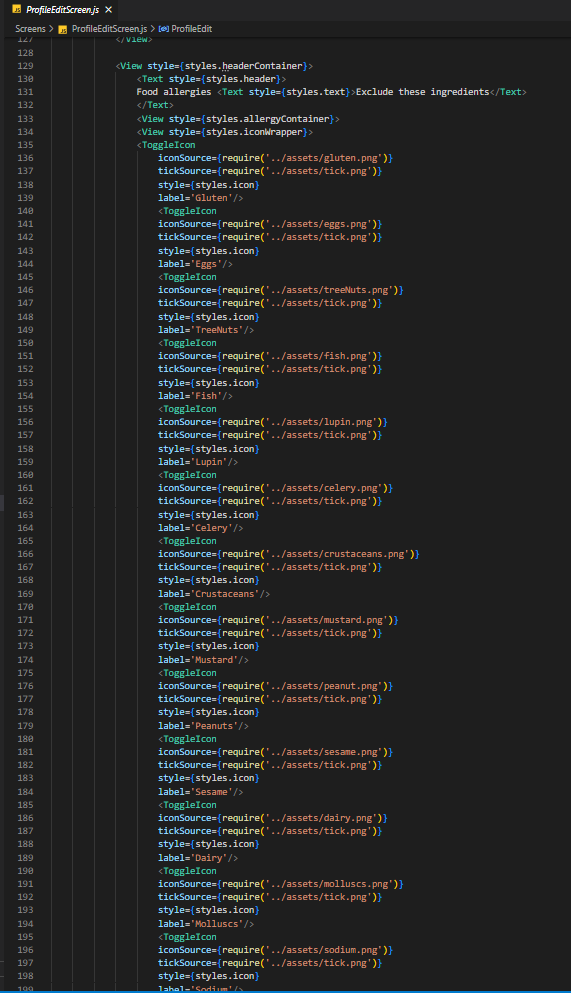 ProfileEditScreen.js ×
Screens > ProfileEditScreen.js > ProfileEdit
127 </View>
128
129 <View style={styles.headerContainer}>
130 <Text style={styles.header}>
131 Food allergies <Text style={styles.text}>Exclude these ingredients</Text>
132 </Text>
133 <View style={styles.allergyContainer}>
134 <View style={styles.iconWrapper}>
135 <ToggleIcon
136 iconSource={require('../assets/gluten.png')}
137 tickSource={require('../assets/tick.png')}
138 style={styles.icon}
139 label='Gluten'/>
140 <ToggleIcon
141 iconSource={require('../assets/eggs.png')}
142 tickSource={require('../assets/tick.png')}
143 style={styles.icon}
144 label='Eggs'/>
145 <ToggleIcon
146 iconSource={require('../assets/treeNuts.png')}
147 tickSource={require('../assets/tick.png')}
148 style={styles.icon}
149 label='TreeNuts'/>
150 <ToggleIcon
151 iconSource={require('../assets/fish.png')}
152 tickSource={require('../assets/tick.png')}
153 style={styles.icon}
154 label='Fish'/>
155 <ToggleIcon
156 iconSource={require('../assets/lupin.png')}
157 tickSource={require('../assets/tick.png')}
158 style={styles.icon}
159 label='Lupin'/>
160 <ToggleIcon
161 iconSource={require('../assets/celery.png')}
162 tickSource={require('../assets/tick.png')}
163 style={styles.icon}
164 label='Celery'/>
165 <ToggleIcon
166 iconSource={require('../assets/crustaceans.png')}
167 tickSource={require('../assets/tick.png')}
168 style={styles.icon}
169 label='Crustaceans'/>
170 <ToggleIcon
171 iconSource={require('../assets/mustard.png')}
172 tickSource={require('../assets/tick.png')}
173 style={styles.icon}
174 label='Mustard'/>
175 <ToggleIcon
176 iconSource={require('../assets/peanut.png')}
177 tickSource={require('../assets/tick.png')}
178 style={styles.icon}
179 label='Peanuts'/>
180 <ToggleIcon
181 iconSource={require('../assets/sesame.png')}
182 tickSource={require('../assets/tick.png')}
183 style={styles.icon}
184 label='Sesame'/>
185 <ToggleIcon
186 iconSource={require('../assets/dairy.png')}
187 tickSource={require('../assets/tick.png')}
188 style={styles.icon}
189 label='Dairy'/>
190 <ToggleIcon
191 iconSource={require('../assets/molluscs.png')}
192 tickSource={require('../assets/tick.png')}
193 style={styles.icon}
194 label='Molluscs'/>
195 <ToggleIcon
196 iconSource={require('../assets/sodium.png')}
197 tickSource={require('../assets/tick.png')}
198 style={styles.icon}
199 label='Sodium'/>